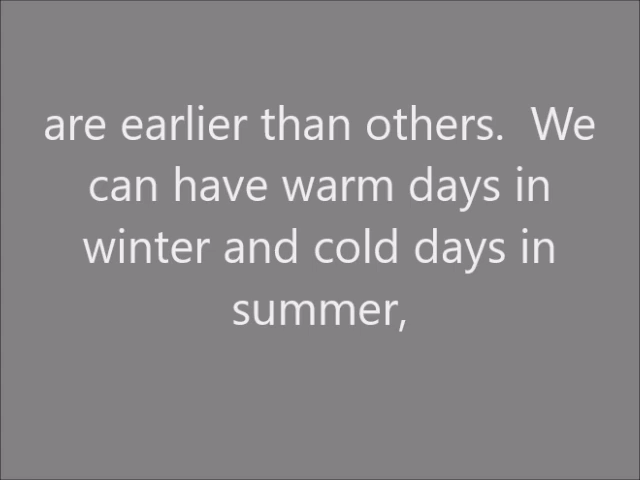 are earlier than others.  We
can have warm days in
winter and cold days in
summer,